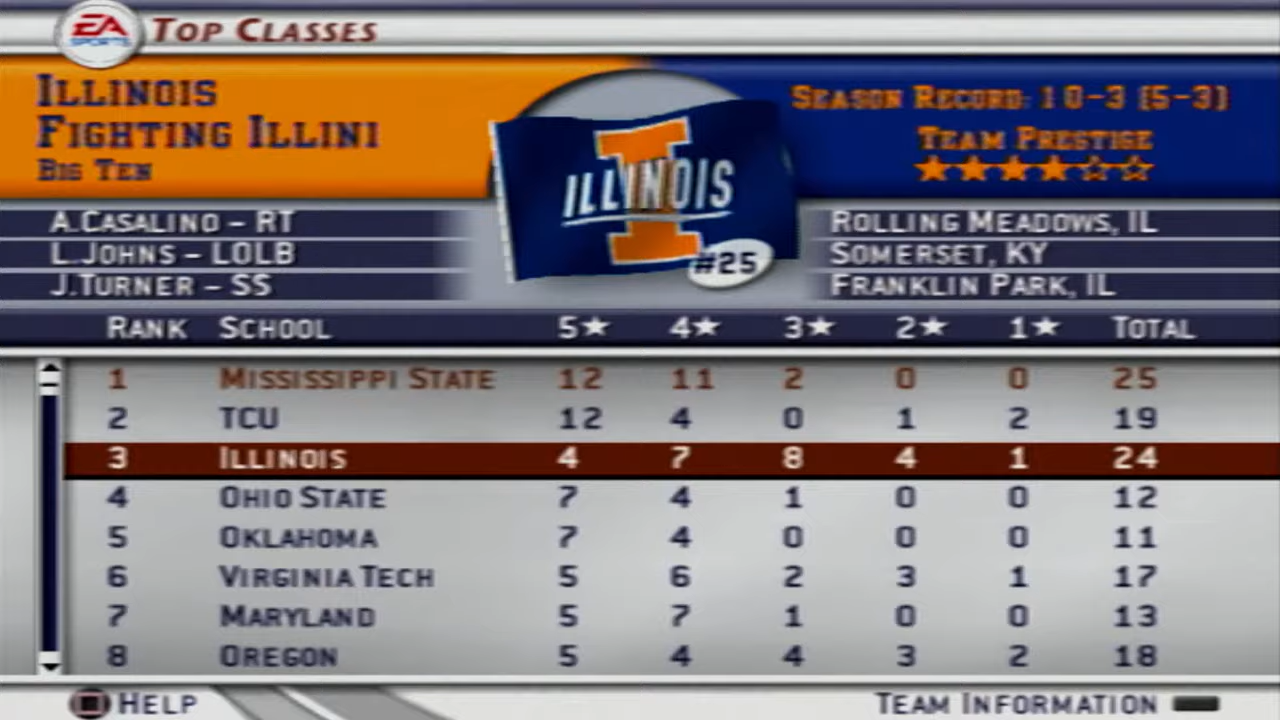 EA SPORTS TOP CLASSES
ILLINOIS
FIGHTING ILLINI
BIG TEN
SEASON RECORD: 10-3 (5-3)
TEAM PRESTIGE
ILLINOIS
#25
A.CASALINO - RT ROLLING MEADOWS, IL
L.JOHNS - LOLB SOMERSET, KY
J.TURNER - SS FRANKLIN PARK, IL
RANK SCHOOL 5★ 4★ 3★ 2★ 1★ TOTAL
1 MISSISSIPPI STATE 12 11 2 0 0 25
2 TCU 12 4 0 1 2 19
3 ILLINOIS 4 7 8 4 1 24
4 OHIO STATE 7 4 1 0 0 12
5 OKLAHOMA 7 4 0 0 0 11
6 VIRGINIA TECH 5 6 2 3 1 17
7 MARYLAND 5 7 1 0 0 13
8 OREGON 5 4 4 3 2 18
HELP TEAM INFORMATION